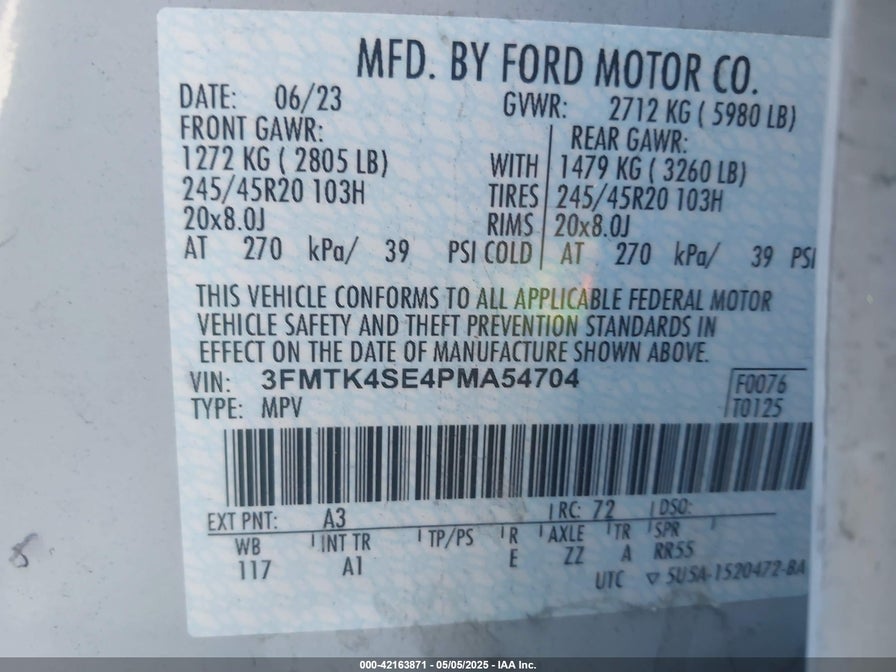 MFD. BY FORD MOTOR CO.
DATE: 06/23 GVWR: 2712 KG ( 5980 LB)
FRONT GAWR: REAR GAWR:
1272 KG ( 2805 LB) WITH 1479 KG ( 3260 LB)
245/45R20 103H TIRES 245/45R20 103H
20x8.0J RIMS 20x8.0J
AT 270 kPa/ 39 PSI COLD AT 270 kPa/ 39 PSI
THIS VEHICLE CONFORMS TO ALL APPLICABLE FEDERAL MOTOR
VEHICLE SAFETY AND THEFT PREVENTION STANDARDS IN
EFFECT ON THE DATE OF MANUFACTURE SHOWN ABOVE.
VIN: 3FMTK4SE4PMA54704 F0076
TYPE: MPV T0125
EXT PNT: A3 RC: 72 DSO:
WB INT TR TP/PS R AXLE TR SPR
117 A1 E ZZ A RR55
UTC ▽ 5USA-1520472-BA
000-42163871 - 05/05/2025 - IAA Inc.